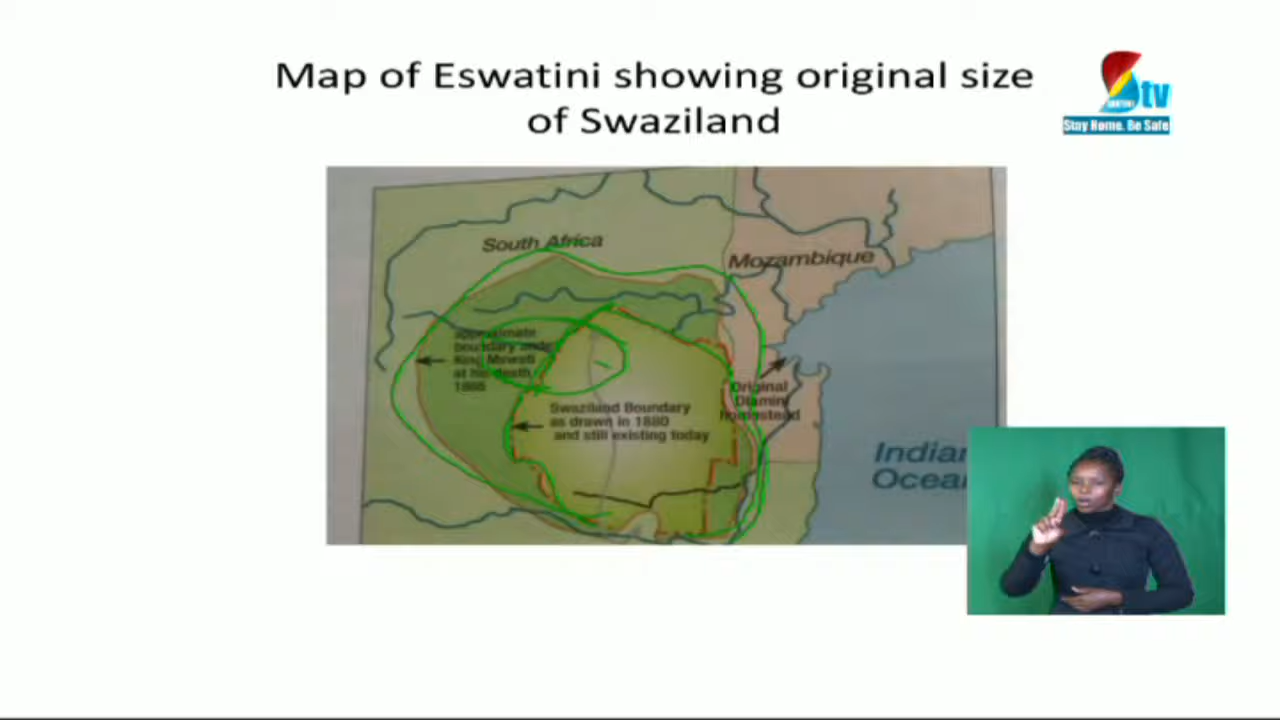 Map of Eswatini showing original size
of Swaziland
tv
Stay Home. Be Safe
South Africa
Mozambique
approximate
boundary under
King Mswati
at his death
Original
Dlamini
homestead
Swaziland Boundary
as drawn in 1880
and still existing today
Indian
Ocean